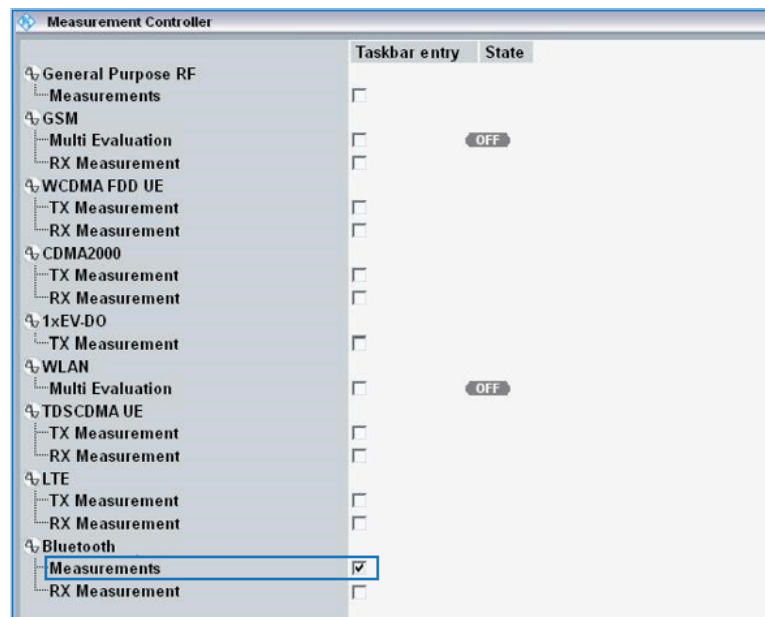 Measurement Controller
Taskbar entry State
General Purpose RF
Measurements
GSM
Multi Evaluation OFF
RX Measurement
WCDMA FDD UE
TX Measurement
RX Measurement
CDMA2000
TX Measurement
RX Measurement
1xEV-DO
TX Measurement
WLAN
Multi Evaluation OFF
TDSCDMA UE
TX Measurement
RX Measurement
LTE
TX Measurement
RX Measurement
Bluetooth
Measurements
RX Measurement